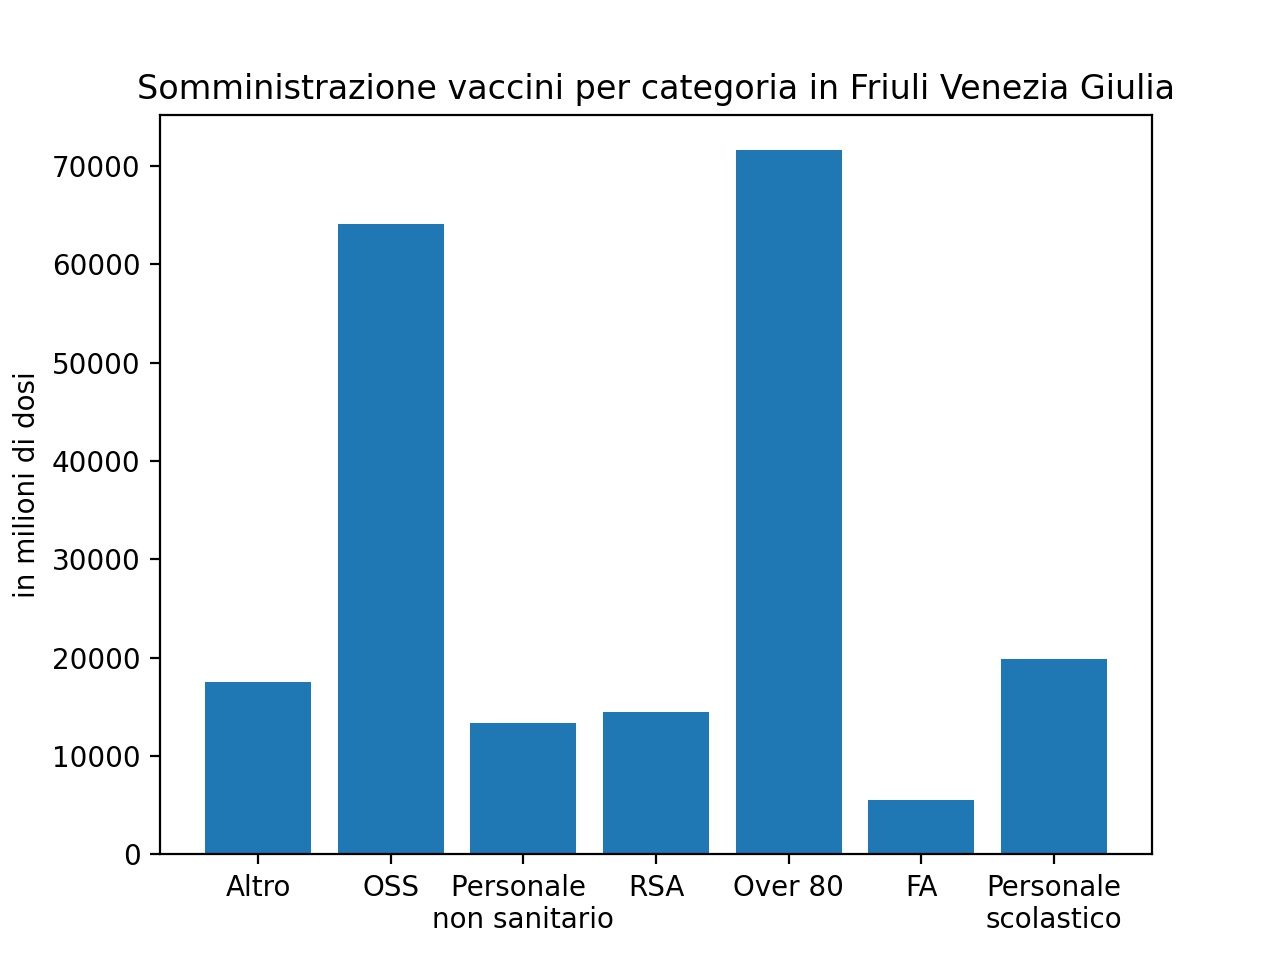 Somministrazione vaccini per categoria in Friuli Venezia Giulia
70000
60000
50000
40000
30000
20000
10000
0
in milioni di dosi
Altro
OSS
Personale
non sanitario
RSA
Over 80
FA
Personale
scolastico